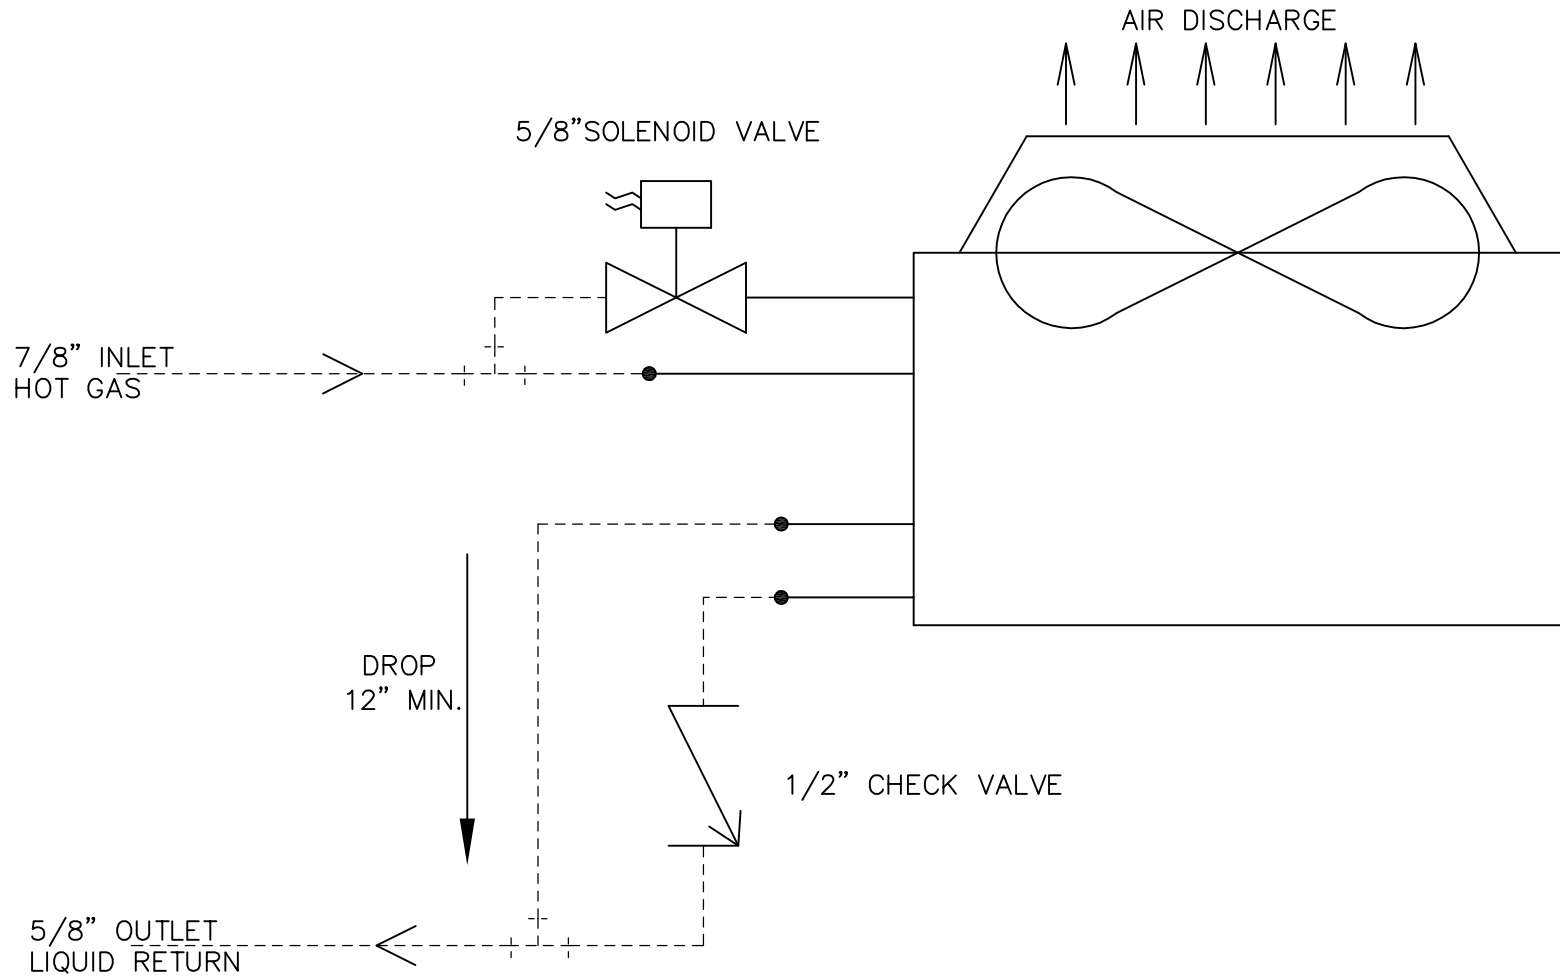 AIR DISCHARGE
5/8”SOLENOID VALVE
7/8” INLET
HOT GAS
DROP
12” MIN.
1/2” CHECK VALVE
5/8” OUTLET
LIQUID RETURN